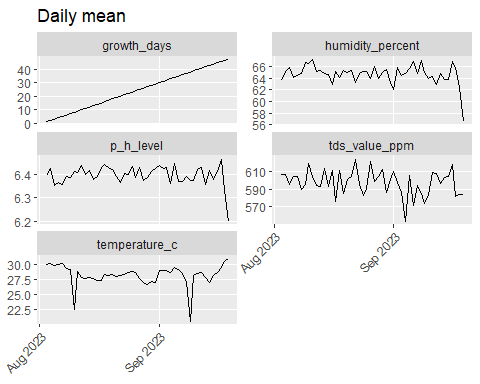 Daily mean
growth_days
humidity_percent
40
30
20
10
0
66
64
62
60
58
56
p_h_level
tds_value_ppm
6.4
6.3
6.2
610
590
570
Aug 2023
Sep 2023
temperature_c
30.0
27.5
25.0
22.5
Aug 2023
Sep 2023